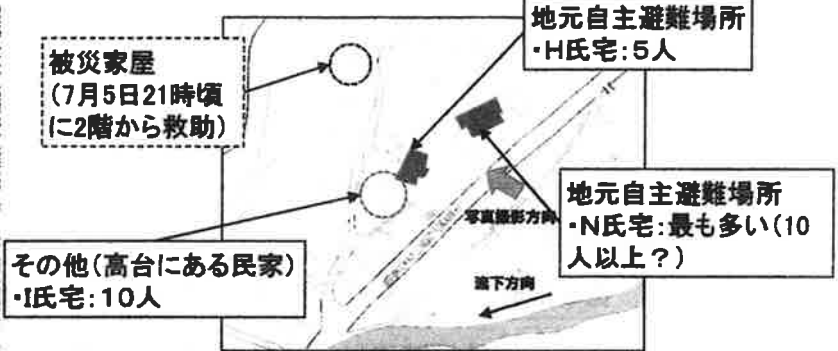 地元自主避難場所
・H氏宅:5人
被災家屋
(7月5日21時頃
に2階から救助)
地元自主避難場所
・N氏宅:最も多い(10
人以上?)
写真撮影方向
その他(高台にある民家)
・I氏宅:10人
流下方向